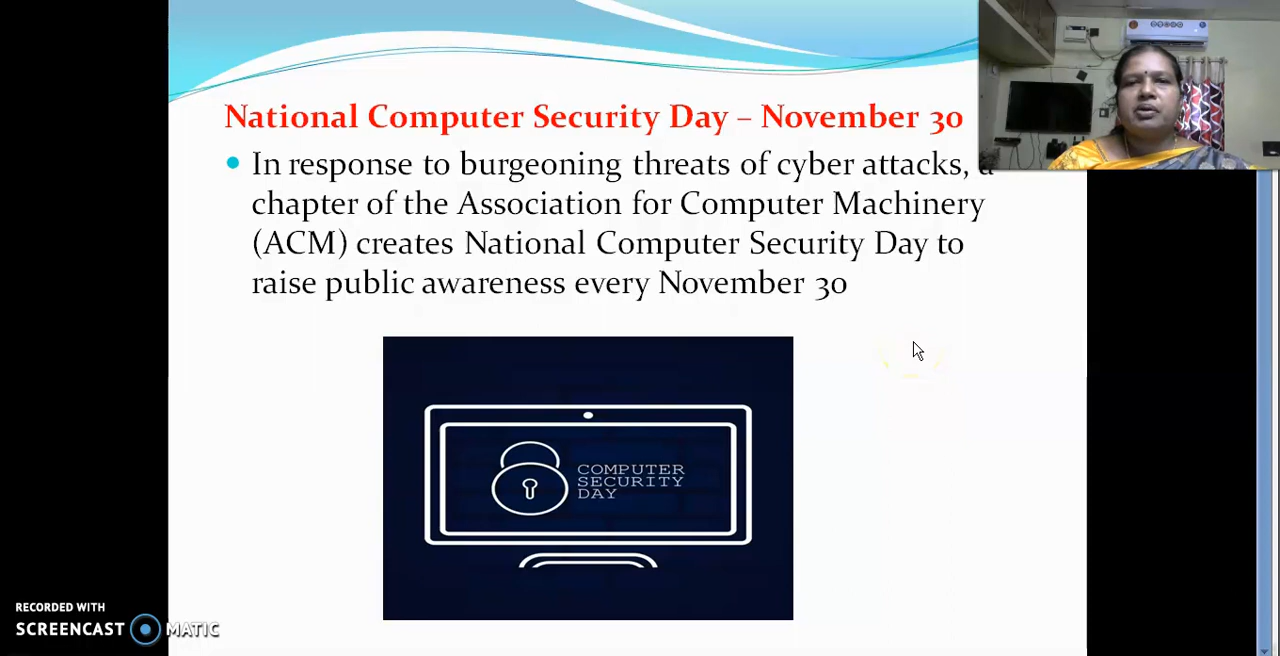 National Computer Security Day – November 30
In response to burgeoning threats of cyber attacks, a
chapter of the Association for Computer Machinery
(ACM) creates National Computer Security Day to
raise public awareness every November 30
COMPUTER
SECURITY
DAY
RECORDED WITH
SCREENCAST MATIC